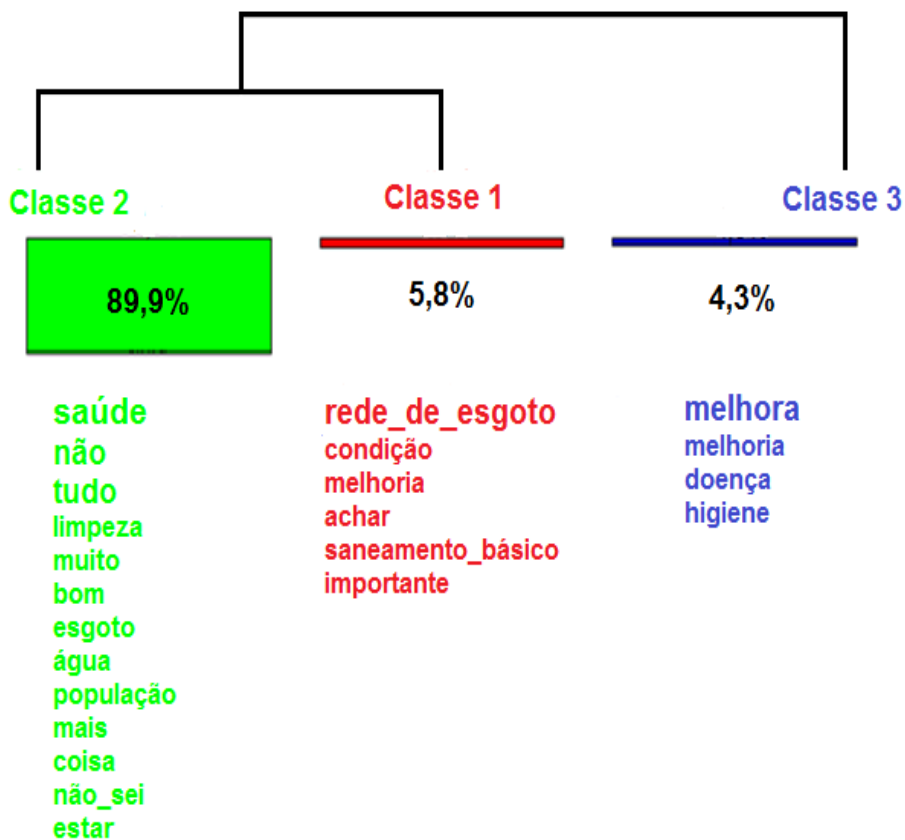 Classe 2
Classe 1
Classe 3
89,9%
5,8%
4,3%
saúde
não
tudo
limpeza
muito
bom
esgoto
água
população
mais
coisa
não_sei
estar
rede_de_esgoto
condição
melhoria
achar
saneamento_básico
importante
melhora
melhoria
doença
higiene